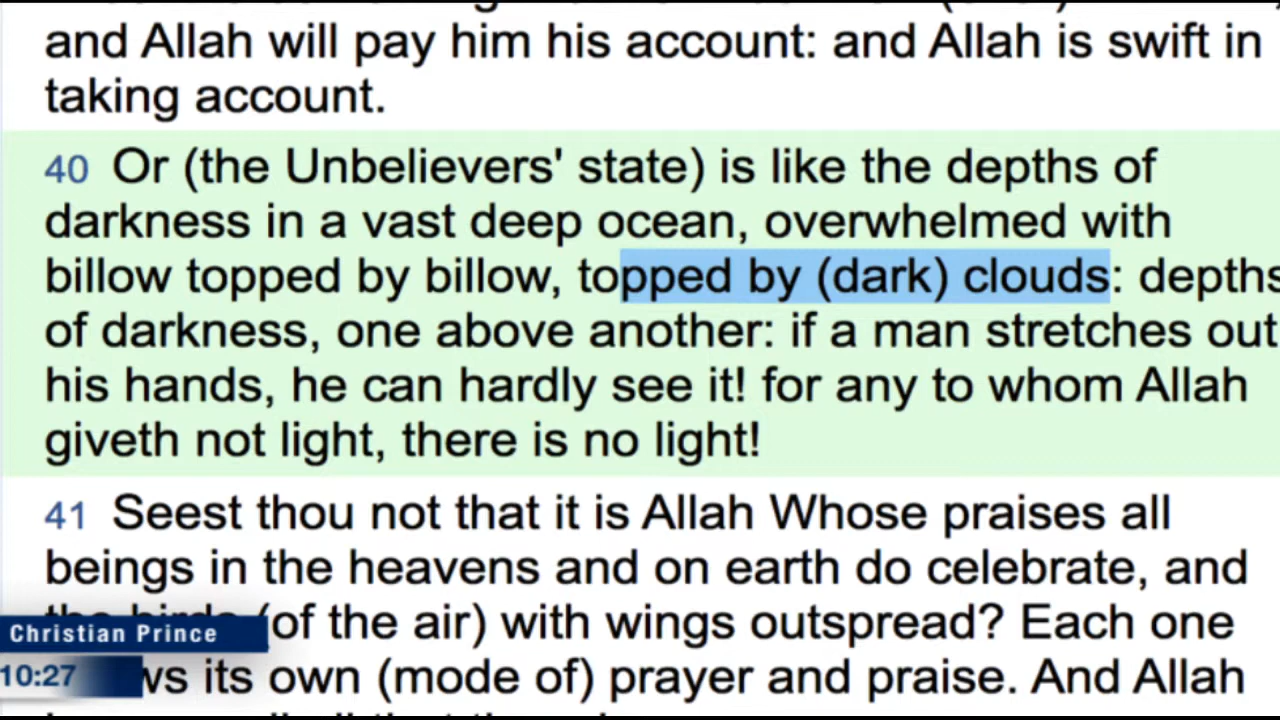 and Allah will pay him his account: and Allah is swift in
taking account.
40 Or (the Unbelievers' state) is like the depths of
darkness in a vast deep ocean, overwhelmed with
billow topped by billow, topped by (dark) clouds: depths
of darkness, one above another: if a man stretches out
his hands, he can hardly see it! for any to whom Allah
giveth not light, there is no light!
41 Seest thou not that it is Allah Whose praises all
beings in the heavens and on earth do celebrate, and
the birds (of the air) with wings outspread? Each one
Christian Prince
its own (mode of) prayer and praise. And Allah
10:27